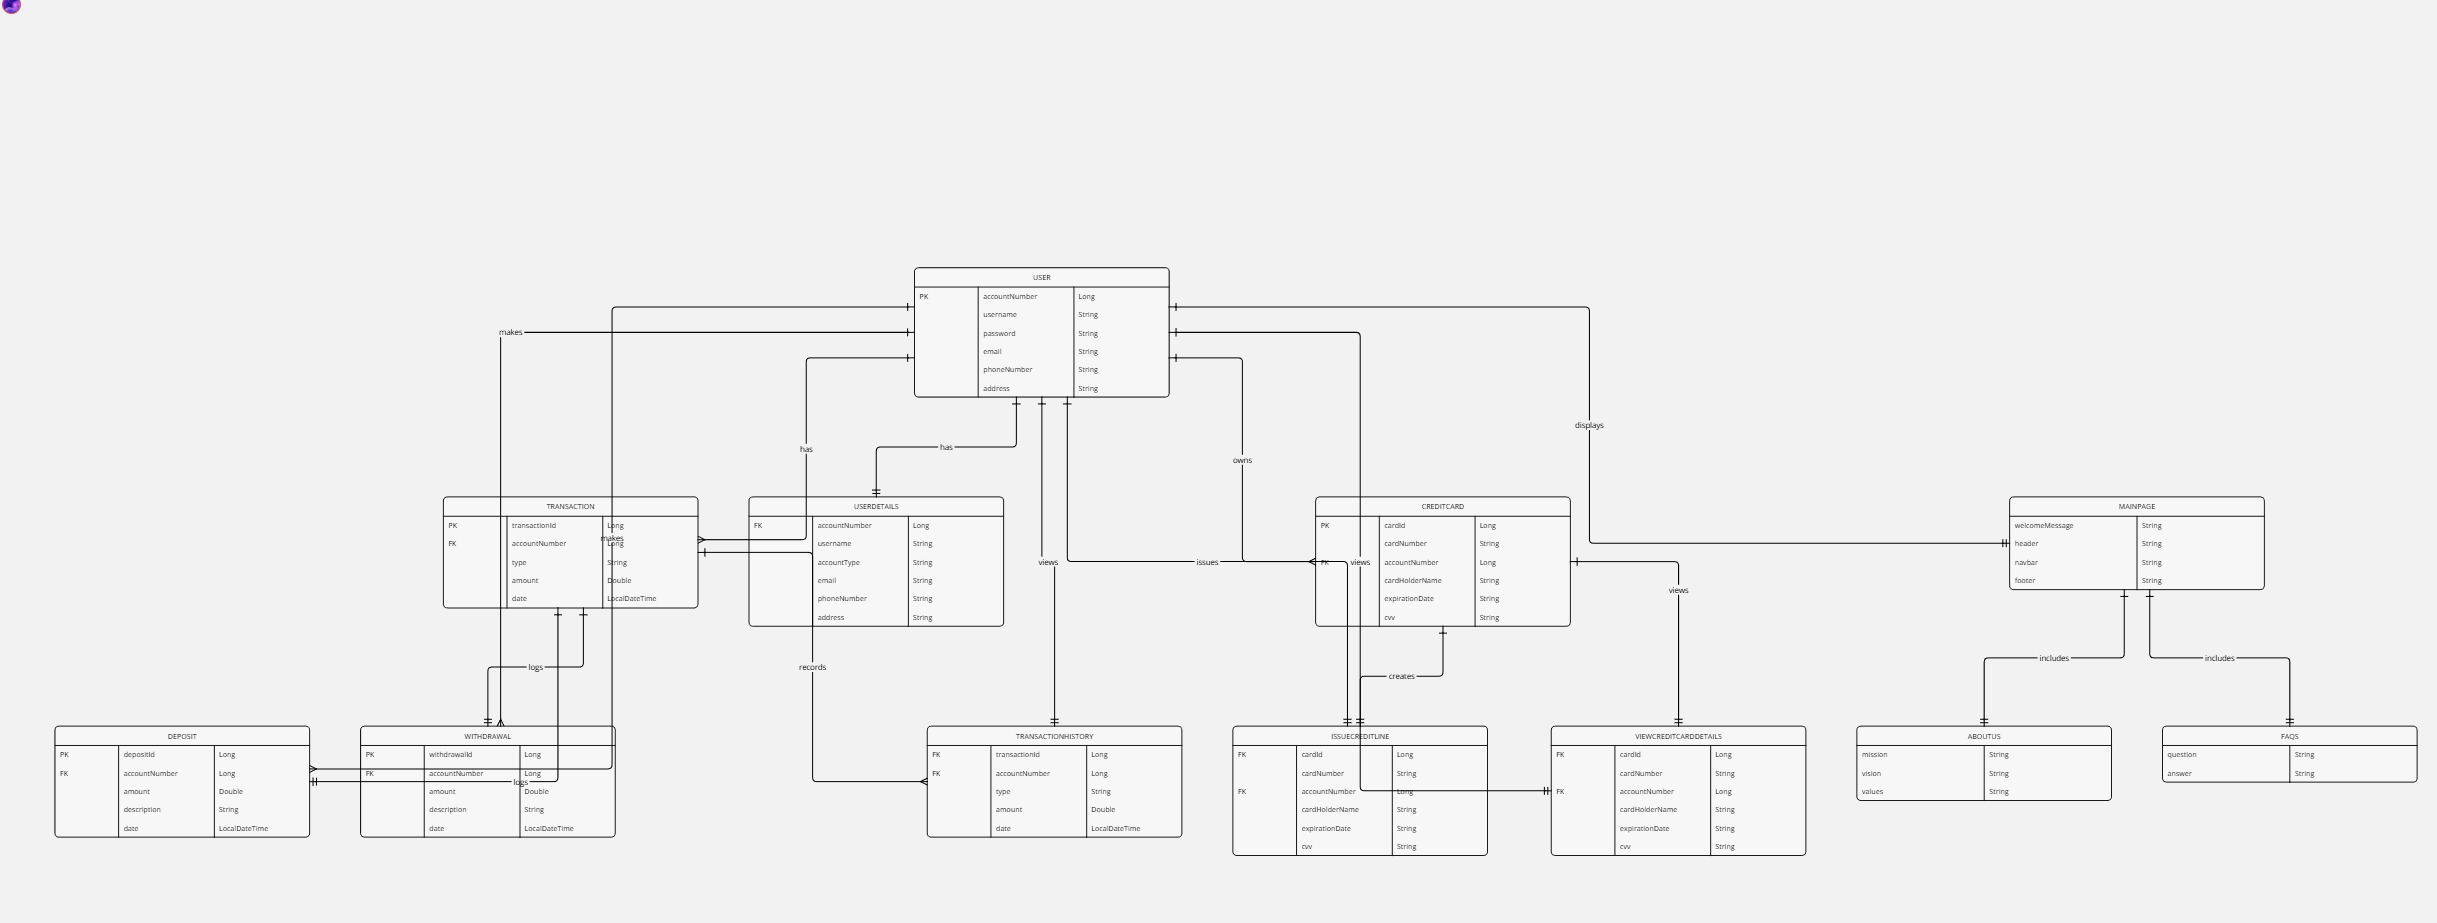 USER
PK accountNumber Long
username String
password String
email String
phoneNumber String
address String
makes
displays
has
has
owns
TRANSACTION
PK transactionId Long
FK accountNumber Long
type String
amount Double
date LocalDateTime
makes
USERDETAILS
FK accountNumber Long
username String
accountType String
email String
phoneNumber String
address String
CREDITCARD
PK cardId Long
cardNumber String
FK accountNumber Long
cardHolderName String
expirationDate String
cvv String
MAINPAGE
welcomeMessage String
header String
navbar String
footer String
views
issues
views
views
logs
records
creates
includes
includes
DEPOSIT
PK depositId Long
FK accountNumber Long
amount Double
description String
date LocalDateTime
WITHDRAWAL
PK withdrawalId Long
FK accountNumber Long
amount Double
description String
date LocalDateTime
logs
TRANSACTIONHISTORY
FK transactionId Long
FK accountNumber Long
type String
amount Double
date LocalDateTime
ISSUECREDITLINE
FK cardId Long
cardNumber String
FK accountNumber Long
cardHolderName String
expirationDate String
cvv String
VIEWCREDITCARDDETAILS
FK cardId Long
cardNumber String
FK accountNumber Long
cardHolderName String
expirationDate String
cvv String
ABOUTUS
mission String
vision String
values String
FAQS
question String
answer String